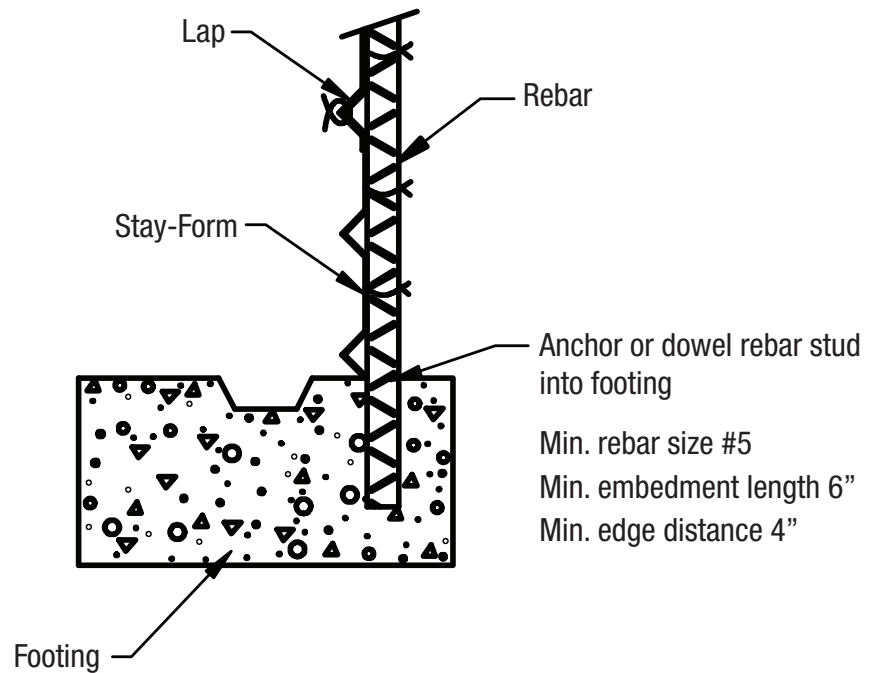 Lap
Rebar
Stay-Form
Anchor or dowel rebar stud
into footing
Min. rebar size #5
Min. embedment length 6”
Min. edge distance 4”
Footing